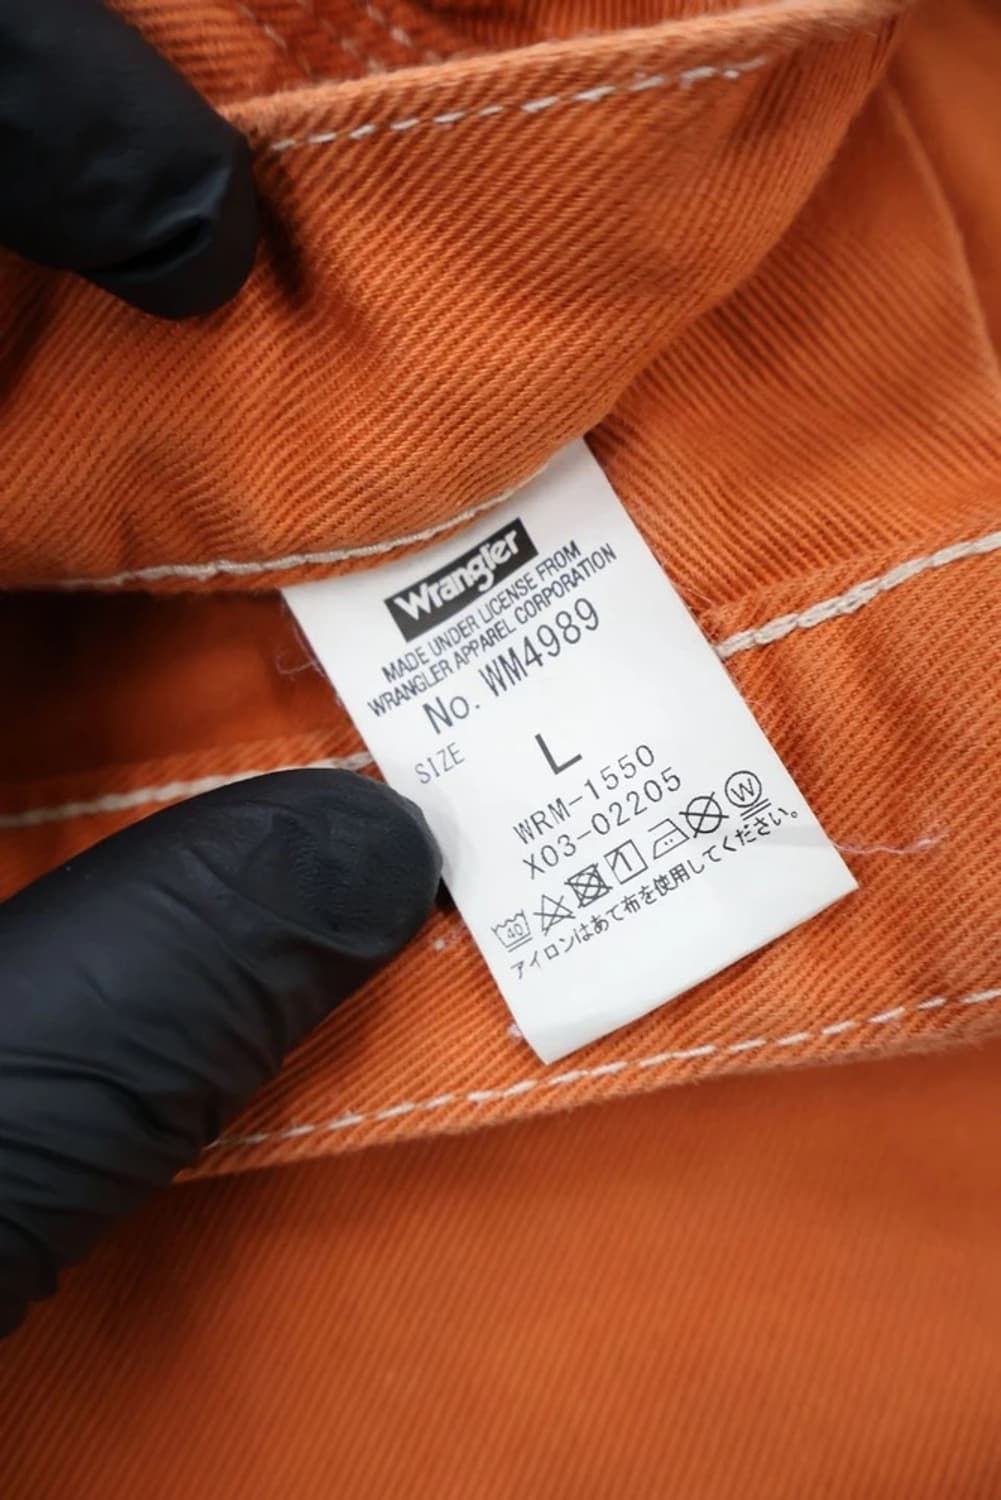 Wrangler
MADE UNDER LICENSE FROM
WRANGLER APPAREL CORPORATION
No. WM4989
SIZE L
WRM-1550
X03-02205
40 W
アイロンはあて布を使用してください。